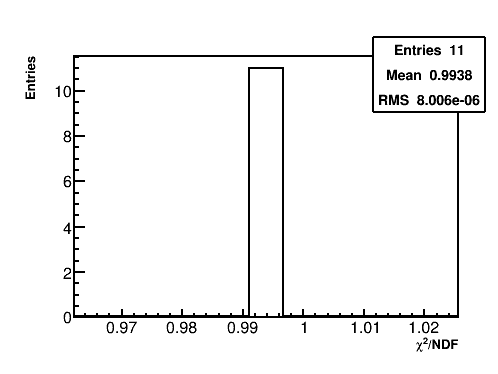 Entries 11
Mean 0.9938
RMS 8.006e-06
Entries
10
8
6
4
2
0
0.97 0.98 0.99 1 1.01 1.02
χ²/NDF